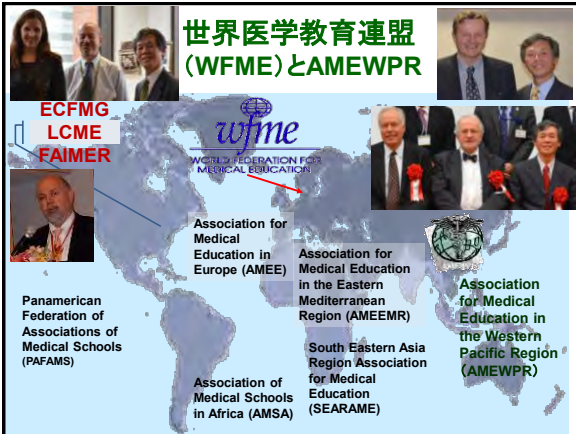 世界医学教育連盟
(WFME)とAMEWPR
ECFMG
LCME
FAIMER
wfme
WORLD FEDERATION FOR
MEDICAL EDUCATION
Association for
Medical
Education in
Europe (AMEE)
Association for
Medical Education
in the Eastern
Mediterranean
Region (AMEEMR)
Association
for Medical
Education in
the Western
Pacific Region
(AMEWPR)
Panamerican
Federation of
Associations of
Medical Schools
(PAFAMS)
South Eastern Asia
Region Association
for Medical
Education
(SEARAME)
Association of
Medical Schools
in Africa (AMSA)